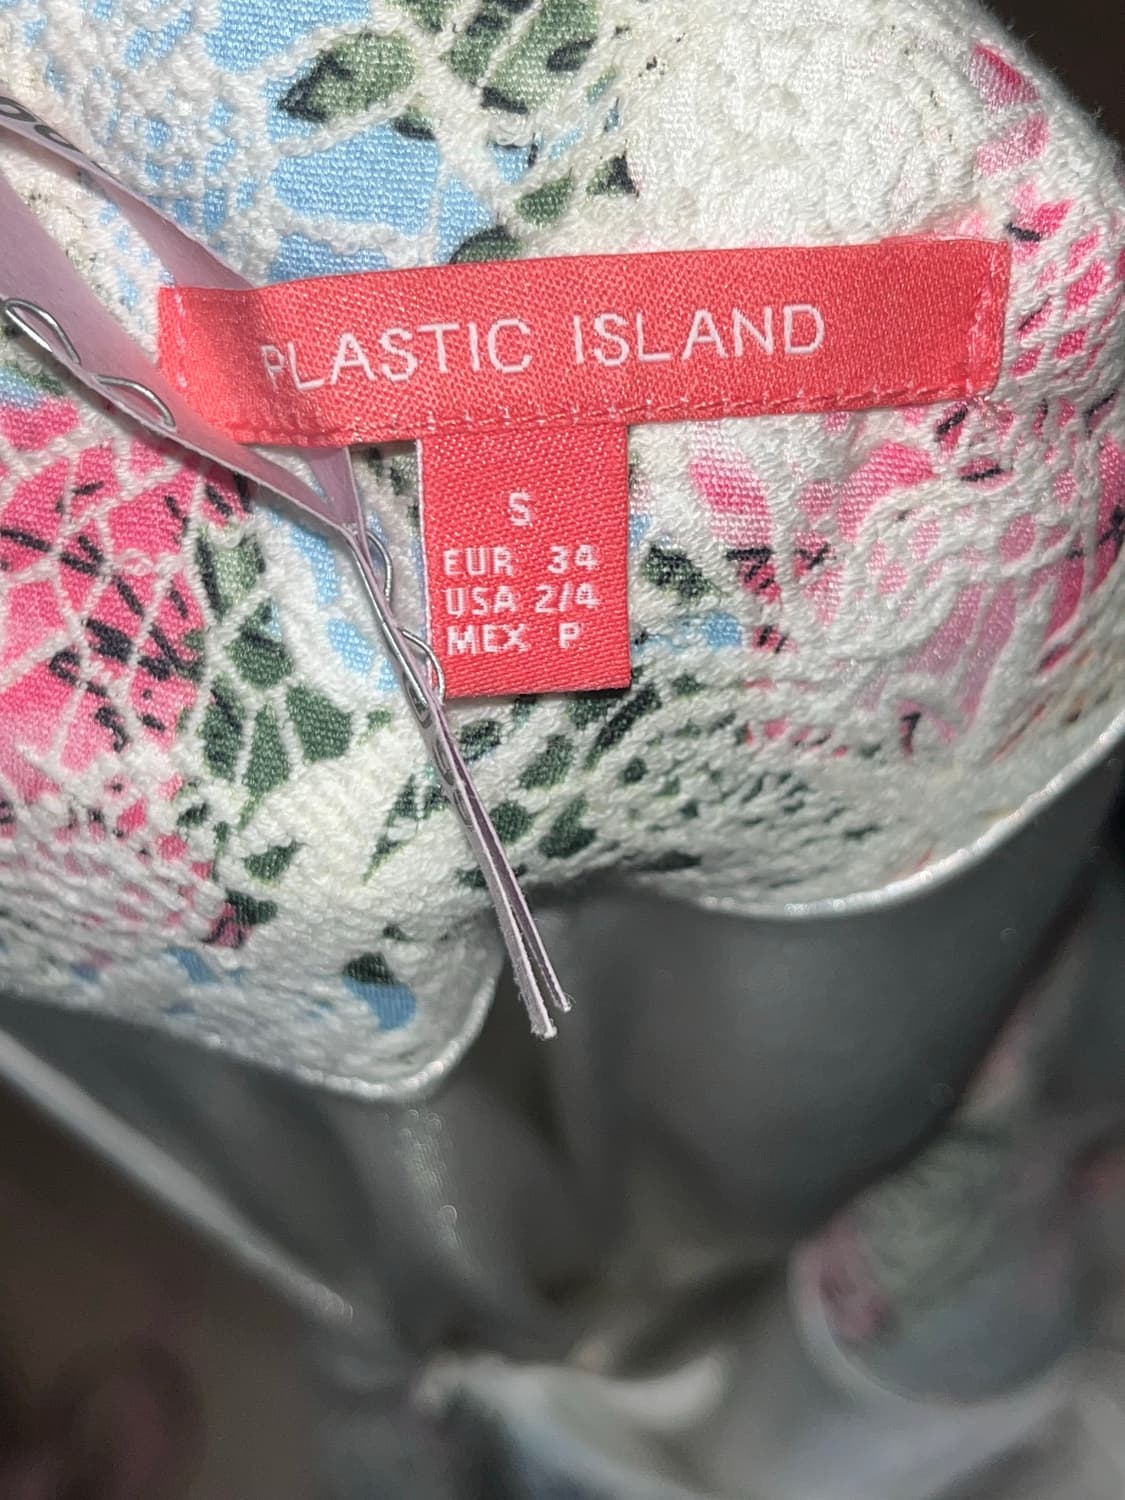 PLASTIC ISLAND
S
EUR 34
USA 2/4
MEX P